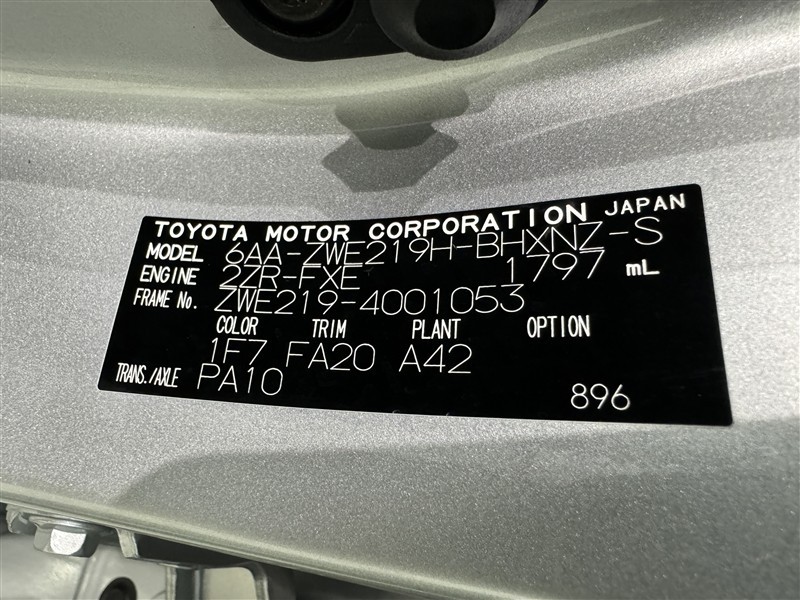 TOYOTA MOTOR CORPORATION JAPAN
MODEL 6AA-ZWE219H-BHXNZ-S
ENGINE 2ZR-FXE 1797 mL
FRAME No. ZWE219-4001053
COLOR TRIM PLANT OPTION
1F7 FA20 A42
TRANS./AXLE PA10
896